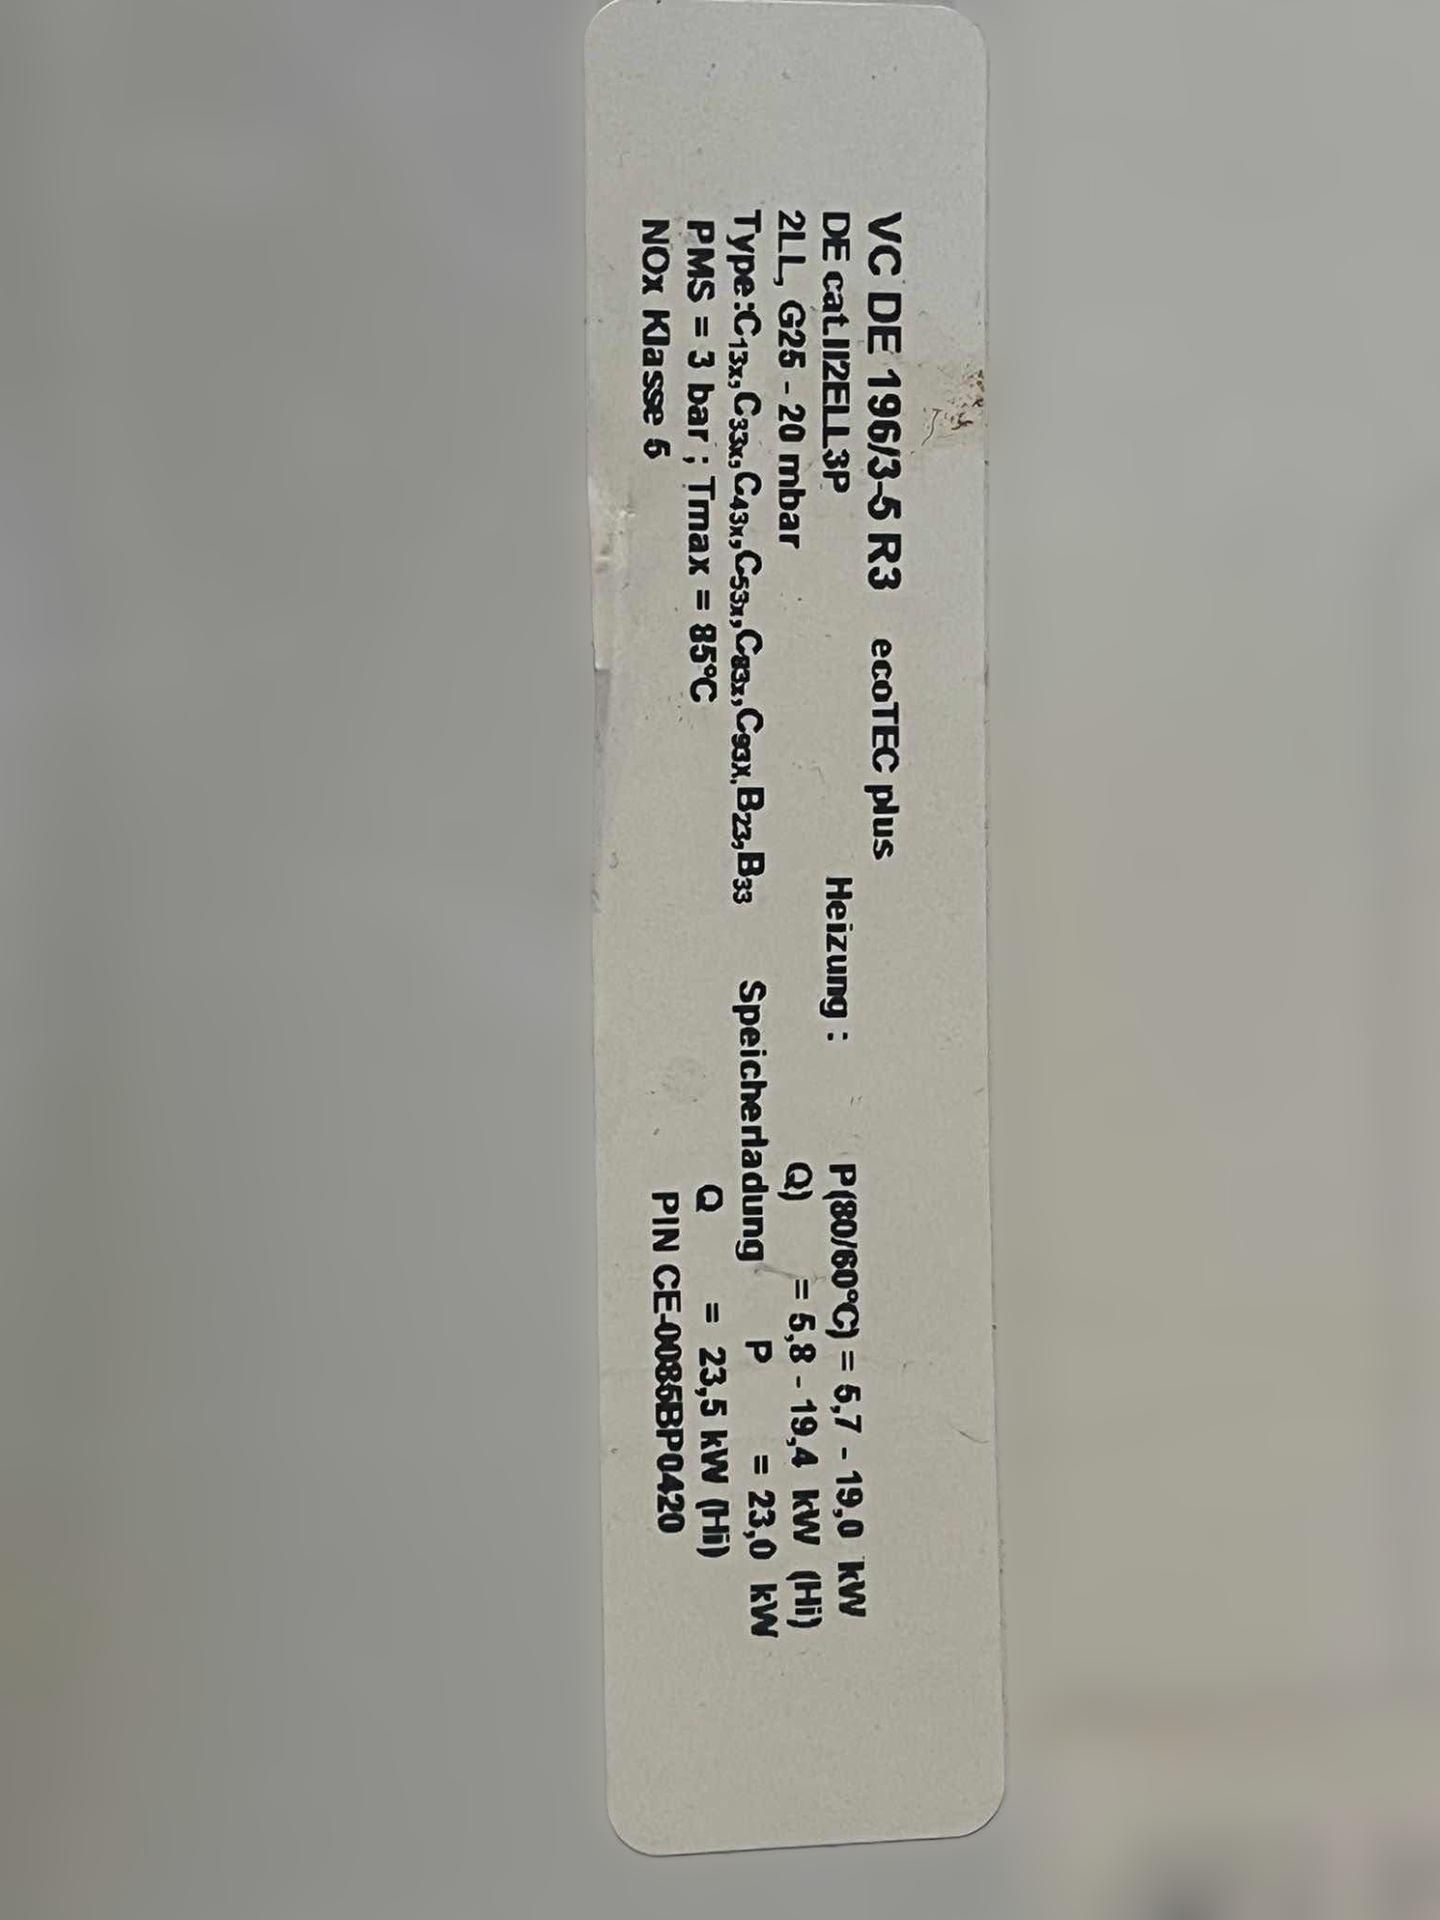 VC DE 196/3-5 R3 ecoTEC plus
DE cat.II2ELL3P Heizung : P(80/60°C) = 5,7 - 19,0 kW
2LL, G25 - 20 mbar Q) = 5,8 - 19,4 kW (Hi)
Type:C13x,C33x,C43x,C53x,C83x,C93X,B23,B33 Speicherladung P = 23,0 kW
PMS = 3 bar ; Tmax = 85°C Q = 23,5 kW (Hi)
NOx Klasse 5 PIN CE-0085BP0420